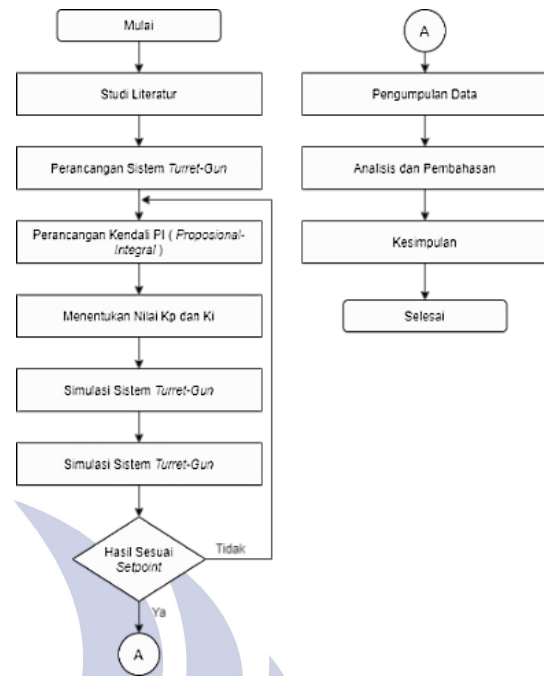 Mulai
Studi Literatur
Perancangan Sistem Turret-Gun
Perancangan Kendali PI ( Proposional-
Integral )
Menentukan Nilai Kp dan Ki
Simulasi Sistem Turret-Gun
Simulasi Sistem Turret-Gun
Hasil Sesuai
Setpoint
Tidak
Ya
A
A
Pengumpulan Data
Analisis dan Pembahasan
Kesimpulan
Selesai